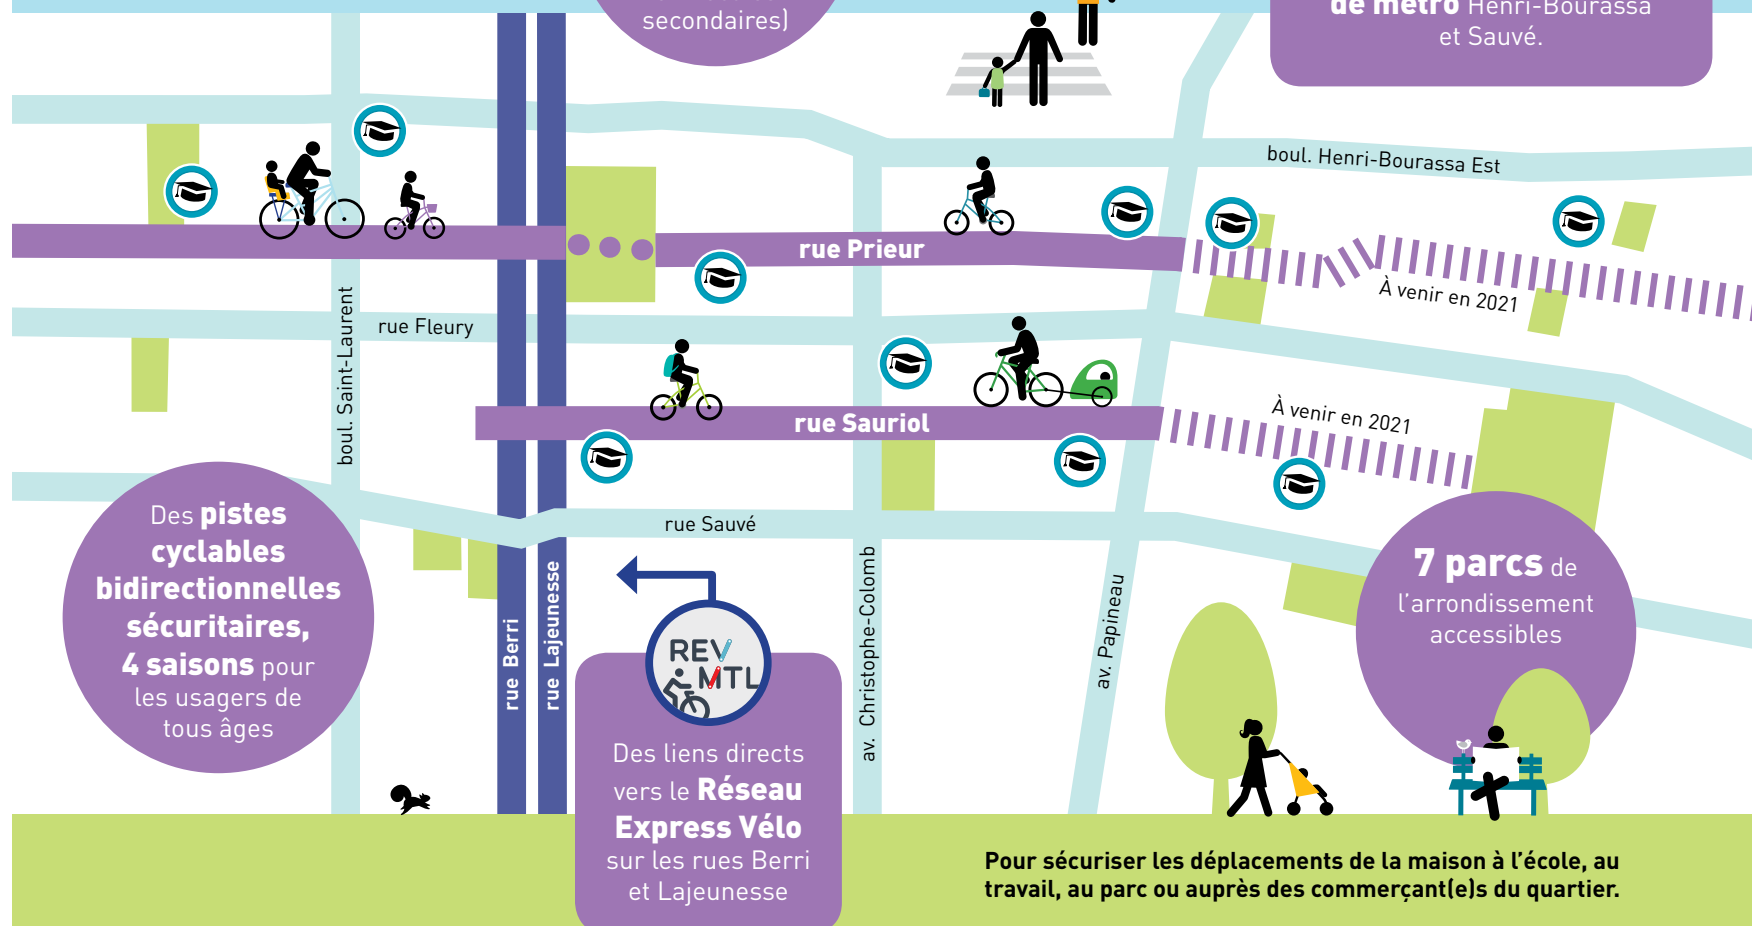 secondaires)
de métro Henri-Bourassa
et Sauvé.
boul. Henri-Bourassa Est
rue Prieur
À venir en 2021
boul. Saint-Laurent
rue Fleury
rue Sauriol
À venir en 2021
Des pistes
cyclables
bidirectionnelles
sécuritaires,
4 saisons pour
les usagers de
tous âges
rue Sauvé
rue Berri
rue Lajeunesse
REV
MTL
Des liens directs
vers le Réseau
Express Vélo
sur les rues Berri
et Lajeunesse
av. Christophe-Colomb
av. Papineau
7 parcs de
l'arrondissement
accessibles
Pour sécuriser les déplacements de la maison à l'école, au
travail, au parc ou auprès des commerçant(e)s du quartier.